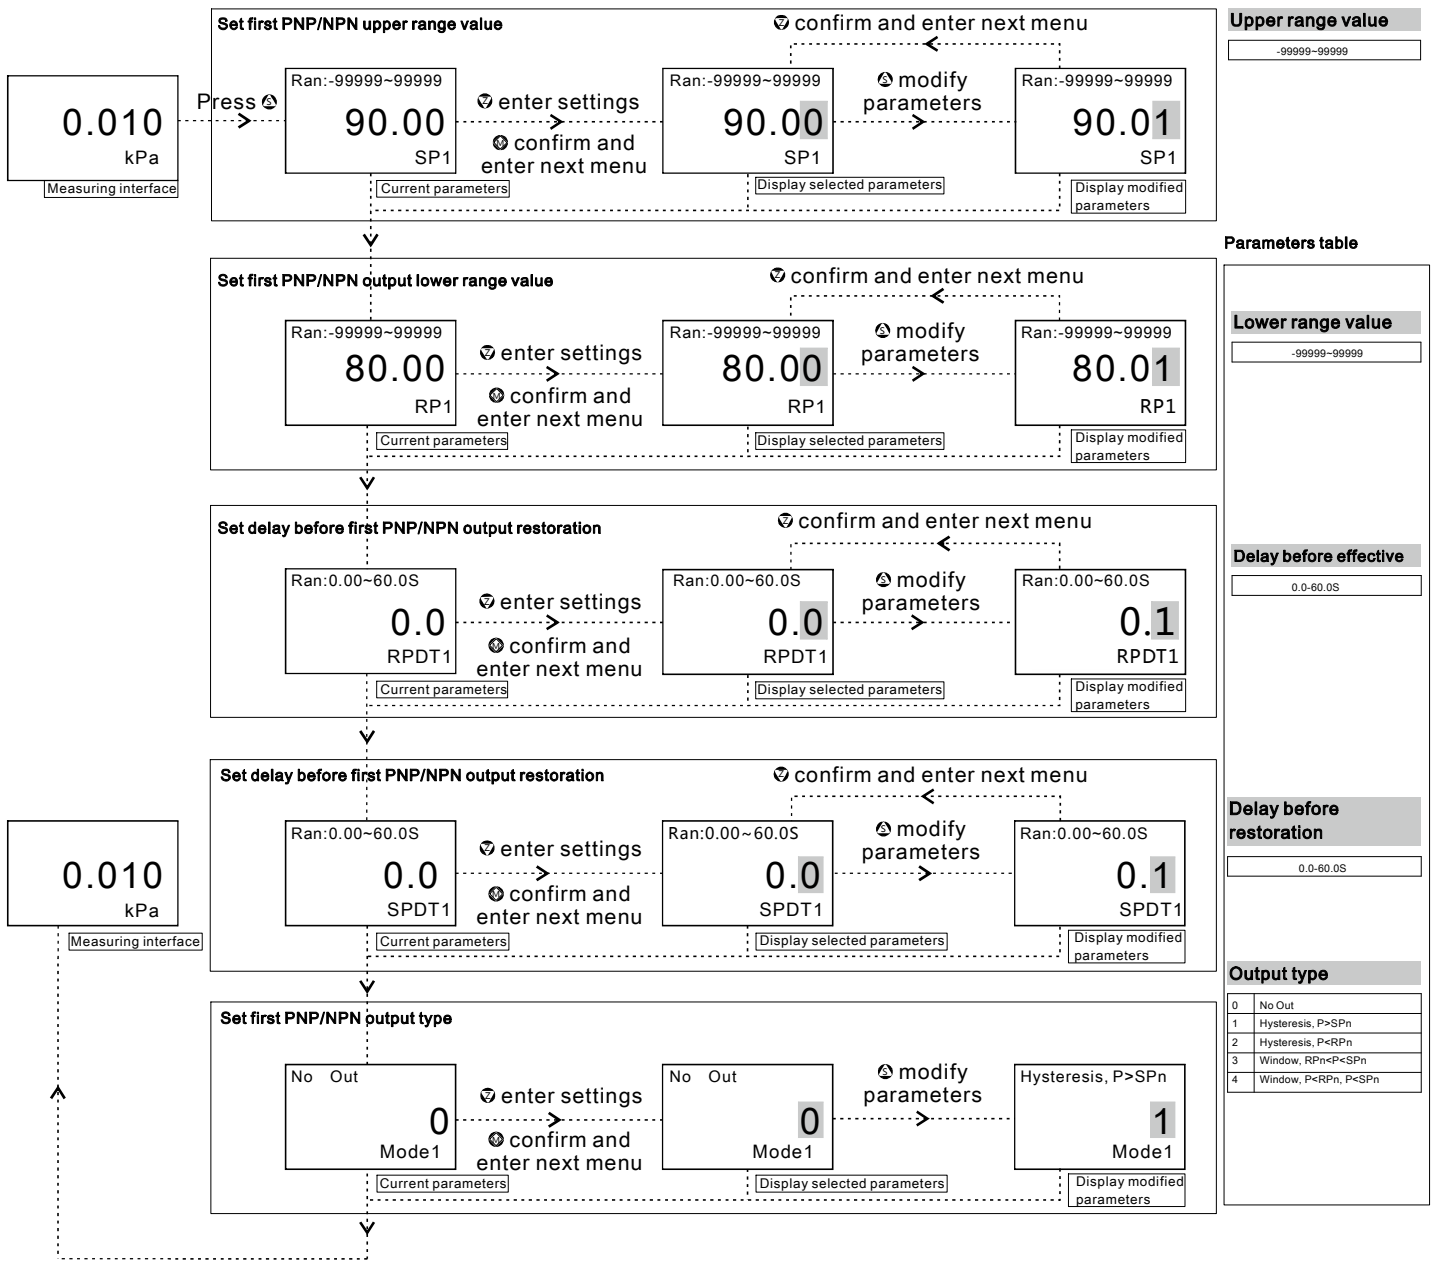 Set first PNP/NPN upper range value
Ⓩ confirm and enter next menu
Upper range value
-99999~99999
0.010
kPa
Measuring interface
Press Ⓢ
Ran:-99999~99999
90.00
SP1
Current parameters
Ⓩ enter settings
Ⓜ confirm and
enter next menu
Ran:-99999~99999
90.00
SP1
Display selected parameters
Ⓢ modify
parameters
Ran:-99999~99999
90.01
SP1
Display modified
parameters
Parameters table
Set first PNP/NPN output lower range value
Ⓩ confirm and enter next menu
Ran:-99999~99999
80.00
RP1
Current parameters
Ⓩ enter settings
Ⓜ confirm and
enter next menu
Ran:-99999~99999
80.00
RP1
Display selected parameters
Ⓢ modify
parameters
Ran:-99999~99999
80.01
RP1
Display modified
parameters
Lower range value
-99999~99999
Set delay before first PNP/NPN output restoration
Ⓩ confirm and enter next menu
Ran:0.00~60.0S
0.0
RPDT1
Current parameters
Ⓩ enter settings
Ⓜ confirm and
enter next menu
Ran:0.00~60.0S
0.0
RPDT1
Display selected parameters
Ⓢ modify
parameters
Ran:0.00~60.0S
0.1
RPDT1
Display modified
parameters
Delay before effective
0.0-60.0S
Set delay before first PNP/NPN output restoration
Ⓩ confirm and enter next menu
0.010
kPa
Measuring interface
Ran:0.00~60.0S
0.0
SPDT1
Current parameters
Ⓩ enter settings
Ⓜ confirm and
enter next menu
Ran:0.00~60.0S
0.0
SPDT1
Display selected parameters
Ⓢ modify
parameters
Ran:0.00~60.0S
0.1
SPDT1
Display modified
parameters
Delay before
restoration
0.0-60.0S
Set first PNP/NPN output type
No Out
0
Mode1
Current parameters
Ⓩ enter settings
Ⓜ confirm and
enter next menu
No Out
0
Mode1
Display selected parameters
Ⓢ modify
parameters
Hysteresis, P>SPn
1
Mode1
Display modified
parameters
Output type
0 No Out
1 Hysteresis, P>SPn
2 Hysteresis, P<RPn
3 Window, RPn<P<SPn
4 Window, P<RPn, P<SPn